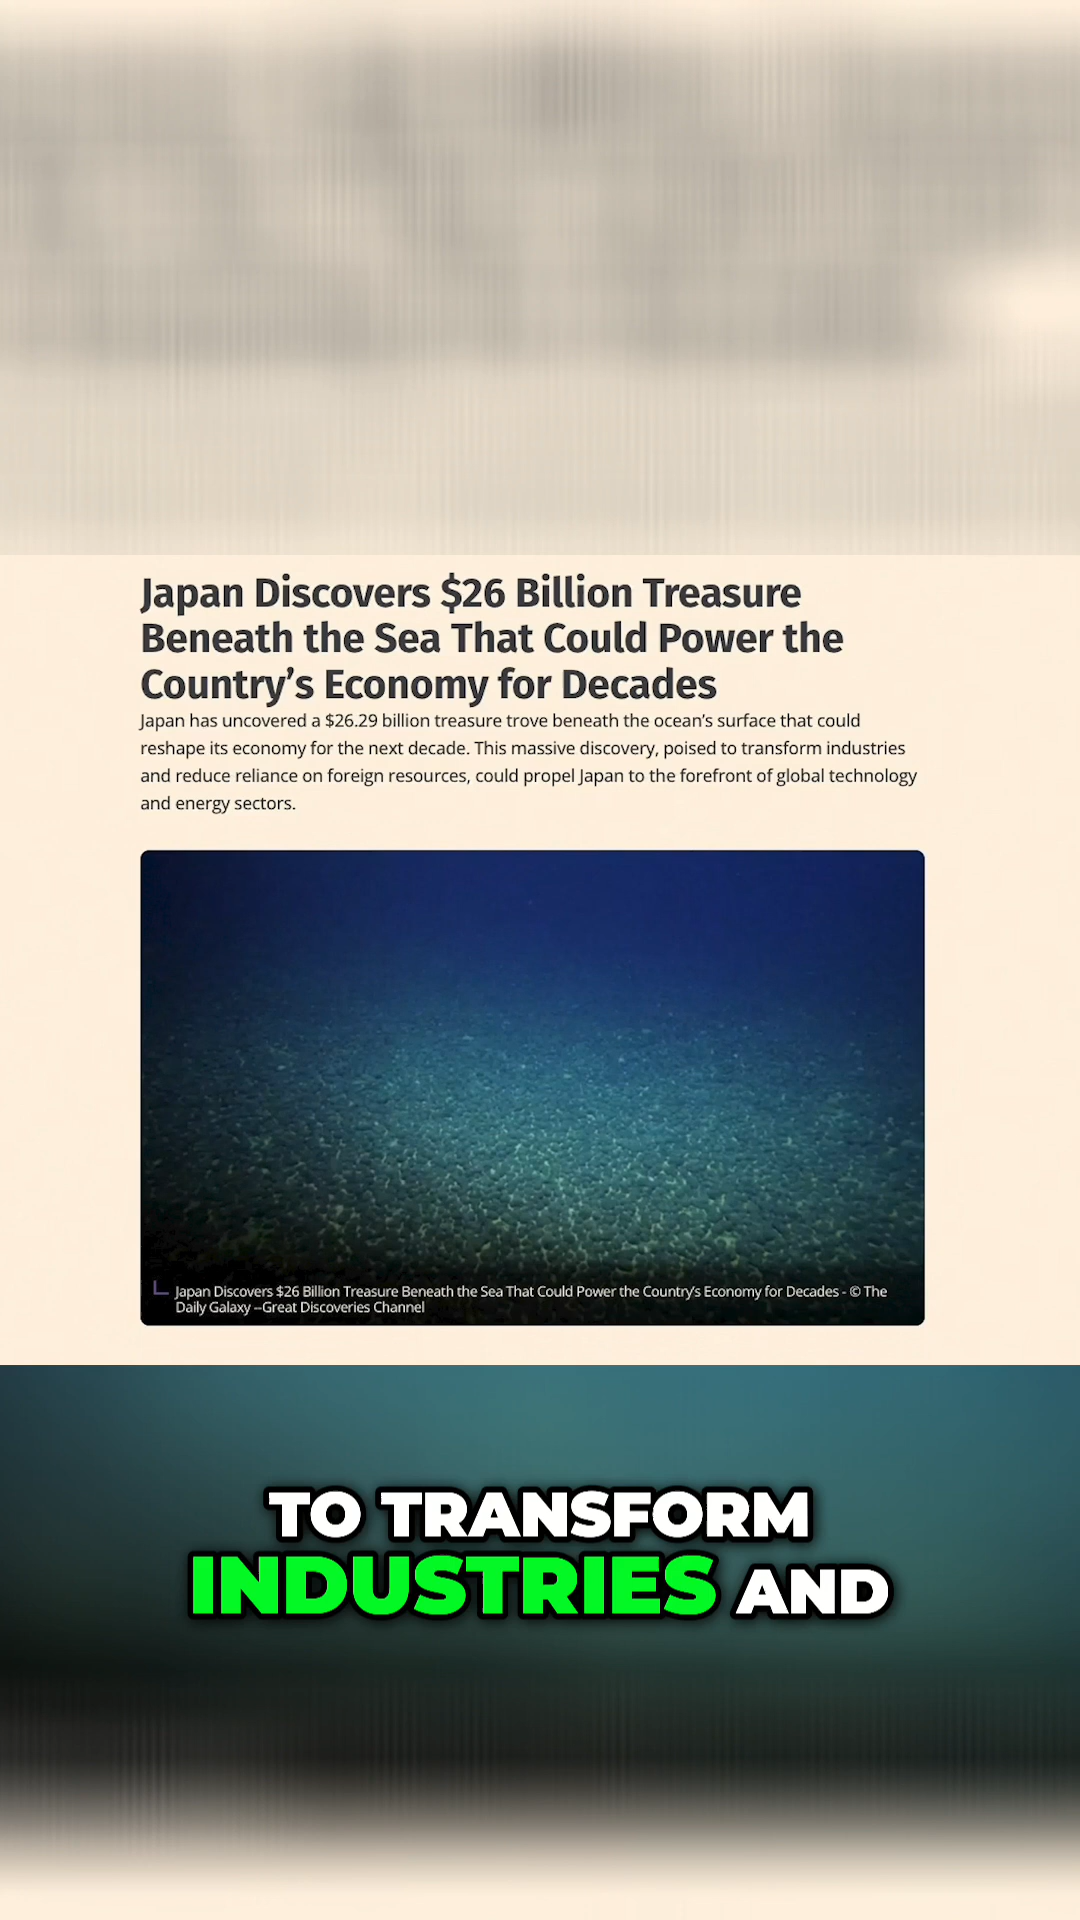 Japan Discovers $26 Billion Treasure
Beneath the Sea That Could Power the
Country’s Economy for Decades
Japan has uncovered a $26.29 billion treasure trove beneath the ocean’s surface that could
reshape its economy for the next decade. This massive discovery, poised to transform industries
and reduce reliance on foreign resources, could propel Japan to the forefront of global technology
and energy sectors.
Japan Discovers $26 Billion Treasure Beneath the Sea That Could Power the Country’s Economy for Decades - © The
Daily Galaxy --Great Discoveries Channel
TO TRANSFORM
INDUSTRIES AND